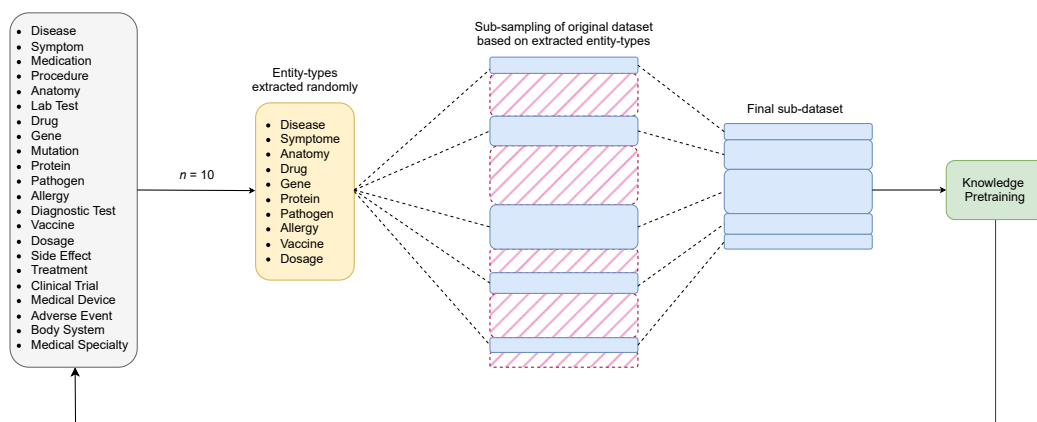 Disease
Symptom
Medication
Procedure
Anatomy
Lab Test
Drug
Gene
Mutation
Protein
Pathogen
Allergy
Diagnostic Test
Vaccine
Dosage
Side Effect
Treatment
Clinical Trial
Medical Device
Adverse Event
Body System
Medical Specialty
n = 10
Entity-types
extracted randomly
Disease
Symptome
Anatomy
Drug
Gene
Protein
Pathogen
Allergy
Vaccine
Dosage
Sub-sampling of original dataset
based on extracted entity-types
Final sub-dataset
Knowledge
Pretraining